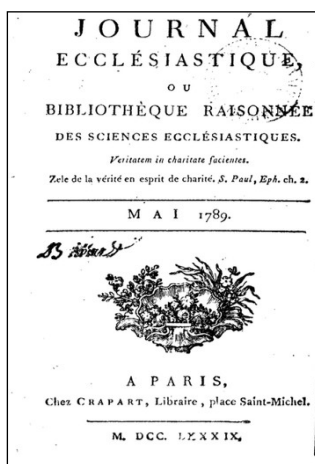 JOURNAL
ECCLÉSIASTIQUE,
OU
BIBLIOTHÈQUE RAISONNÉE
DES SCIENCES ECCLÉSIASTIQUES.
Veritatem in charitate facientes.
Zele de la vérité en esprit de charité. S. Paul, Eph. ch. 2.
MAI 1789.
A PARIS,
Chez CRAPART, Libraire, place Saint-Michel.
M. DCC. LXXXIX.